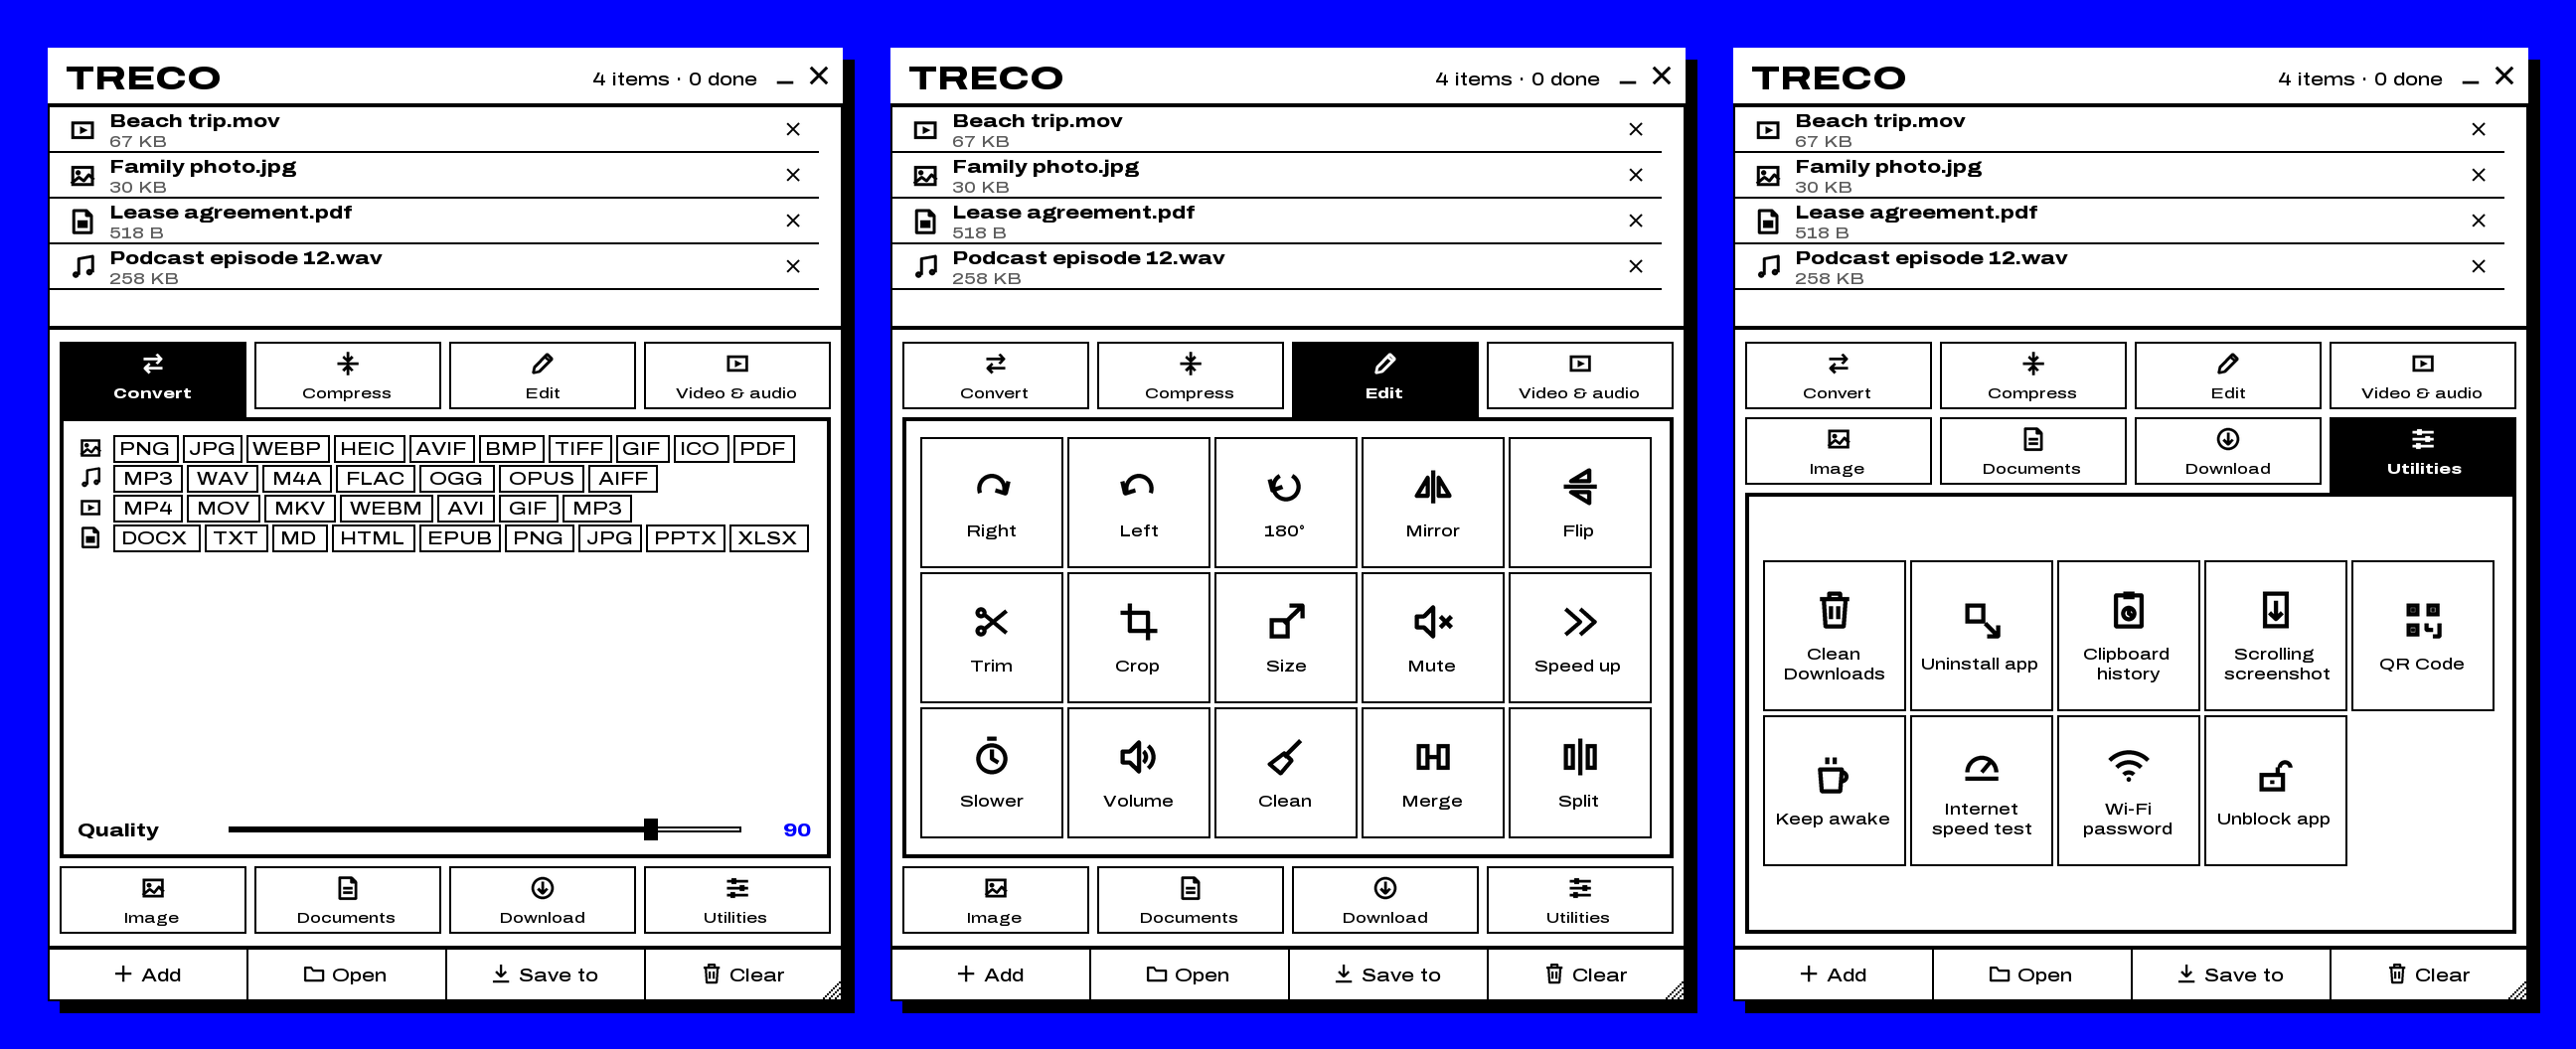 TRECO 4 items · 0 done
Beach trip.mov
67 KB
Family photo.jpg
30 KB
Lease agreement.pdf
518 B
Podcast episode 12.wav
258 KB
Convert Compress Edit Video & audio
PNG JPG WEBP HEIC AVIF BMP TIFF GIF ICO PDF
MP3 WAV M4A FLAC OGG OPUS AIFF
MP4 MOV MKV WEBM AVI GIF MP3
DOCX TXT MD HTML EPUB PNG JPG PPTX XLSX
Quality 90
Image Documents Download Utilities
Add Open Save to Clear
TRECO 4 items · 0 done
Beach trip.mov
67 KB
Family photo.jpg
30 KB
Lease agreement.pdf
518 B
Podcast episode 12.wav
258 KB
Convert Compress Edit Video & audio
Right Left 180° Mirror Flip
Trim Crop Size Mute Speed up
Slower Volume Clean Merge Split
Image Documents Download Utilities
Add Open Save to Clear
TRECO 4 items · 0 done
Beach trip.mov
67 KB
Family photo.jpg
30 KB
Lease agreement.pdf
518 B
Podcast episode 12.wav
258 KB
Convert Compress Edit Video & audio
Image Documents Download Utilities
Clean
Downloads
Uninstall app
Clipboard
history
Scrolling
screenshot
QR Code
Keep awake
Internet
speed test
Wi-Fi
password
Unblock app
Add Open Save to Clear